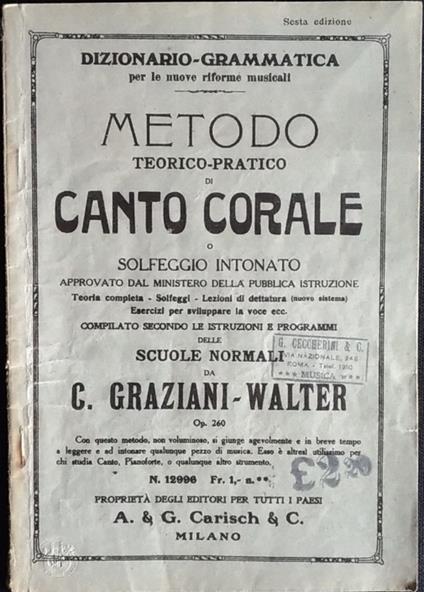 Sesta edizione
DIZIONARIO-GRAMMATICA
per le nuove riforme musicali
METODO
TEORICO-PRATICO
DI
CANTO CORALE
O
SOLFEGGIO INTONATO
APPROVATO DAL MINISTERO DELLA PUBBLICA ISTRUZIONE
Teoria completa - Solfeggi - Lezioni di dettatura (nuovo sistema)
Esercizi per sviluppare la voce ecc.
COMPILATO SECONDO LE ISTRUZIONI E PROGRAMMI
DELLE
SCUOLE NORMALI
DA
G. CECCHERINI & C.
VIA NAZIONALE, 246
ROMA - Telef. 1250
*** MUSICA ***
C. GRAZIANI-WALTER
Op. 260
Con questo metodo, non voluminoso, si giunge agevolmente e in breve tempo
a leggere e ad intonare qualunque pezzo di musica. Esso è altresì utilissimo per
chi studia Canto, Pianoforte, o qualunque altro strumento.
N. 12996 Fr. 1,- n.**
PROPRIETÀ DEGLI EDITORI PER TUTTI I PAESI
A. & G. Carisch & C.
MILANO